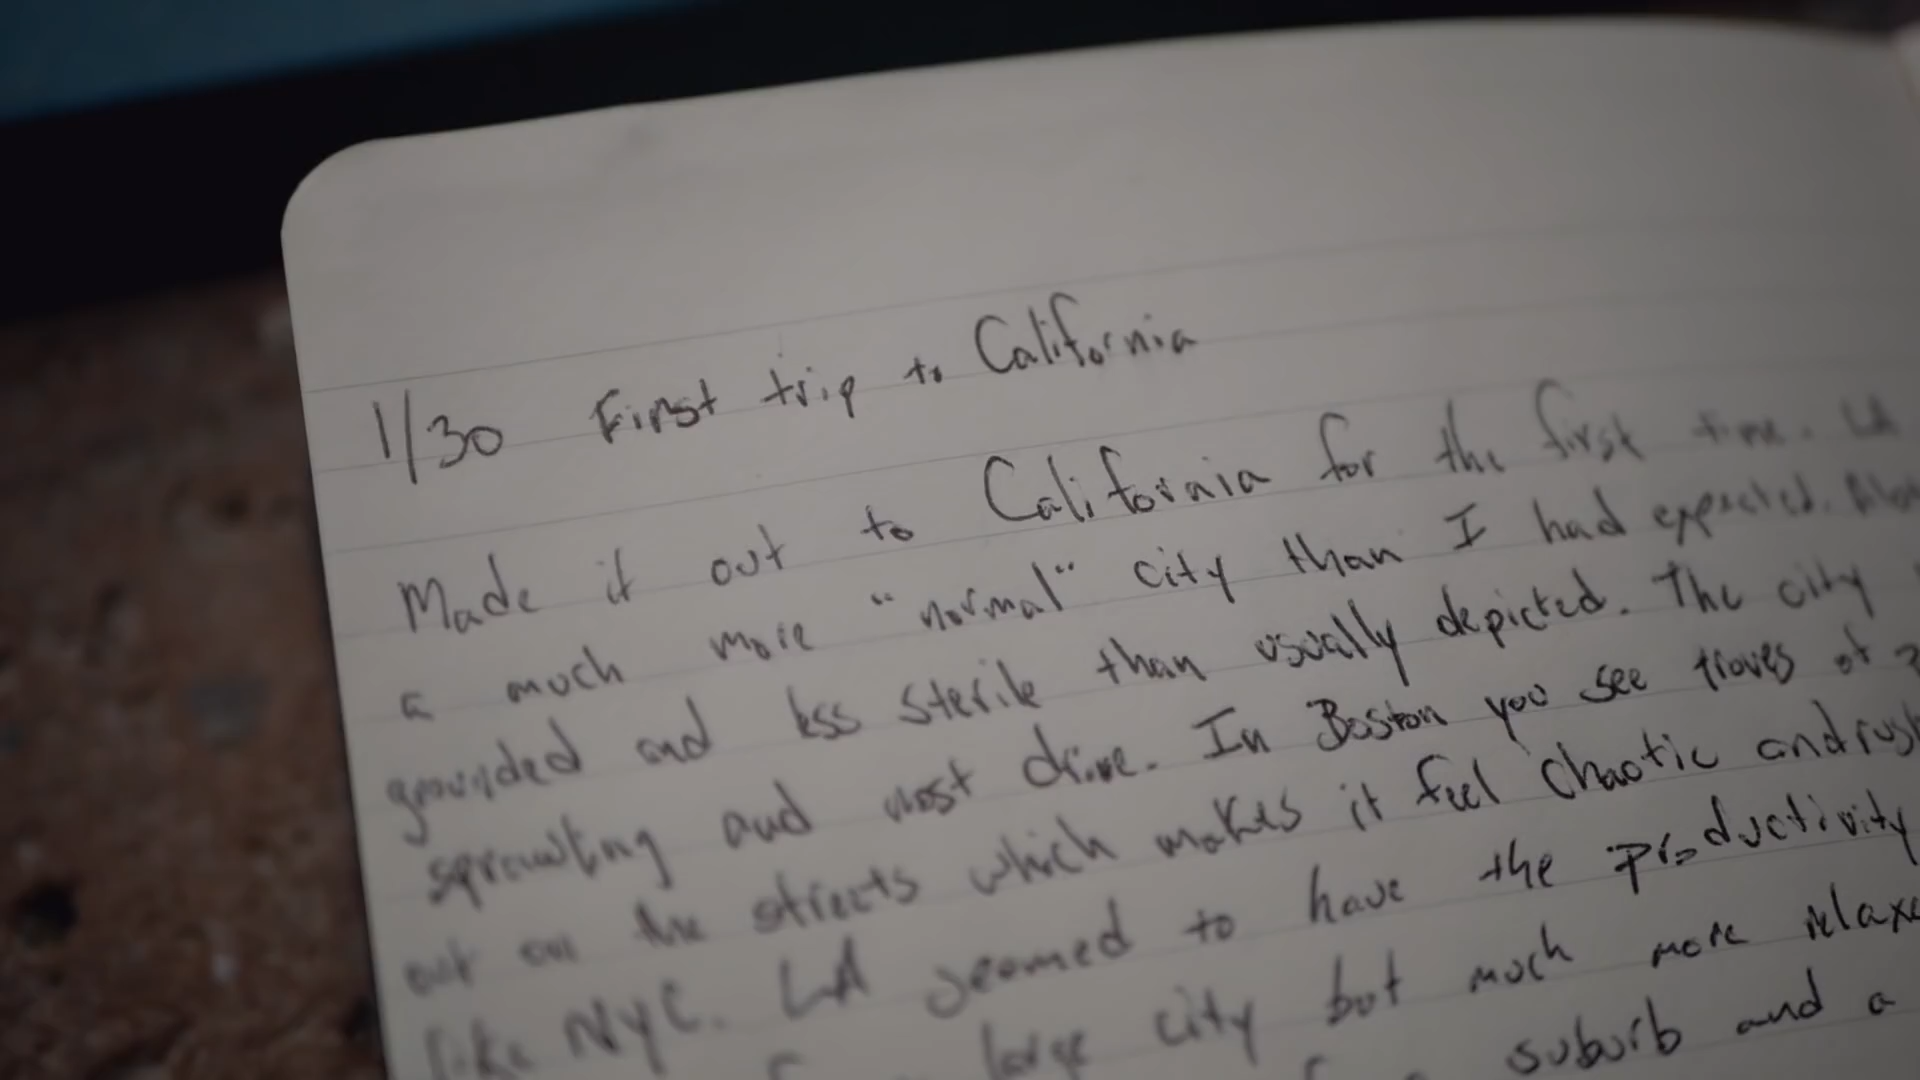 1/30 First trip to California
Made it out to California for the first time. LA
a much more "normal" city than I had expected.
grounded and less sterile than usually depicted. The city
sprawling and most drive. In Boston you see troves of
out on the streets which makes it feel chaotic and
like NYC. LA seemed to have the productivity
large city but much more
suburb and a